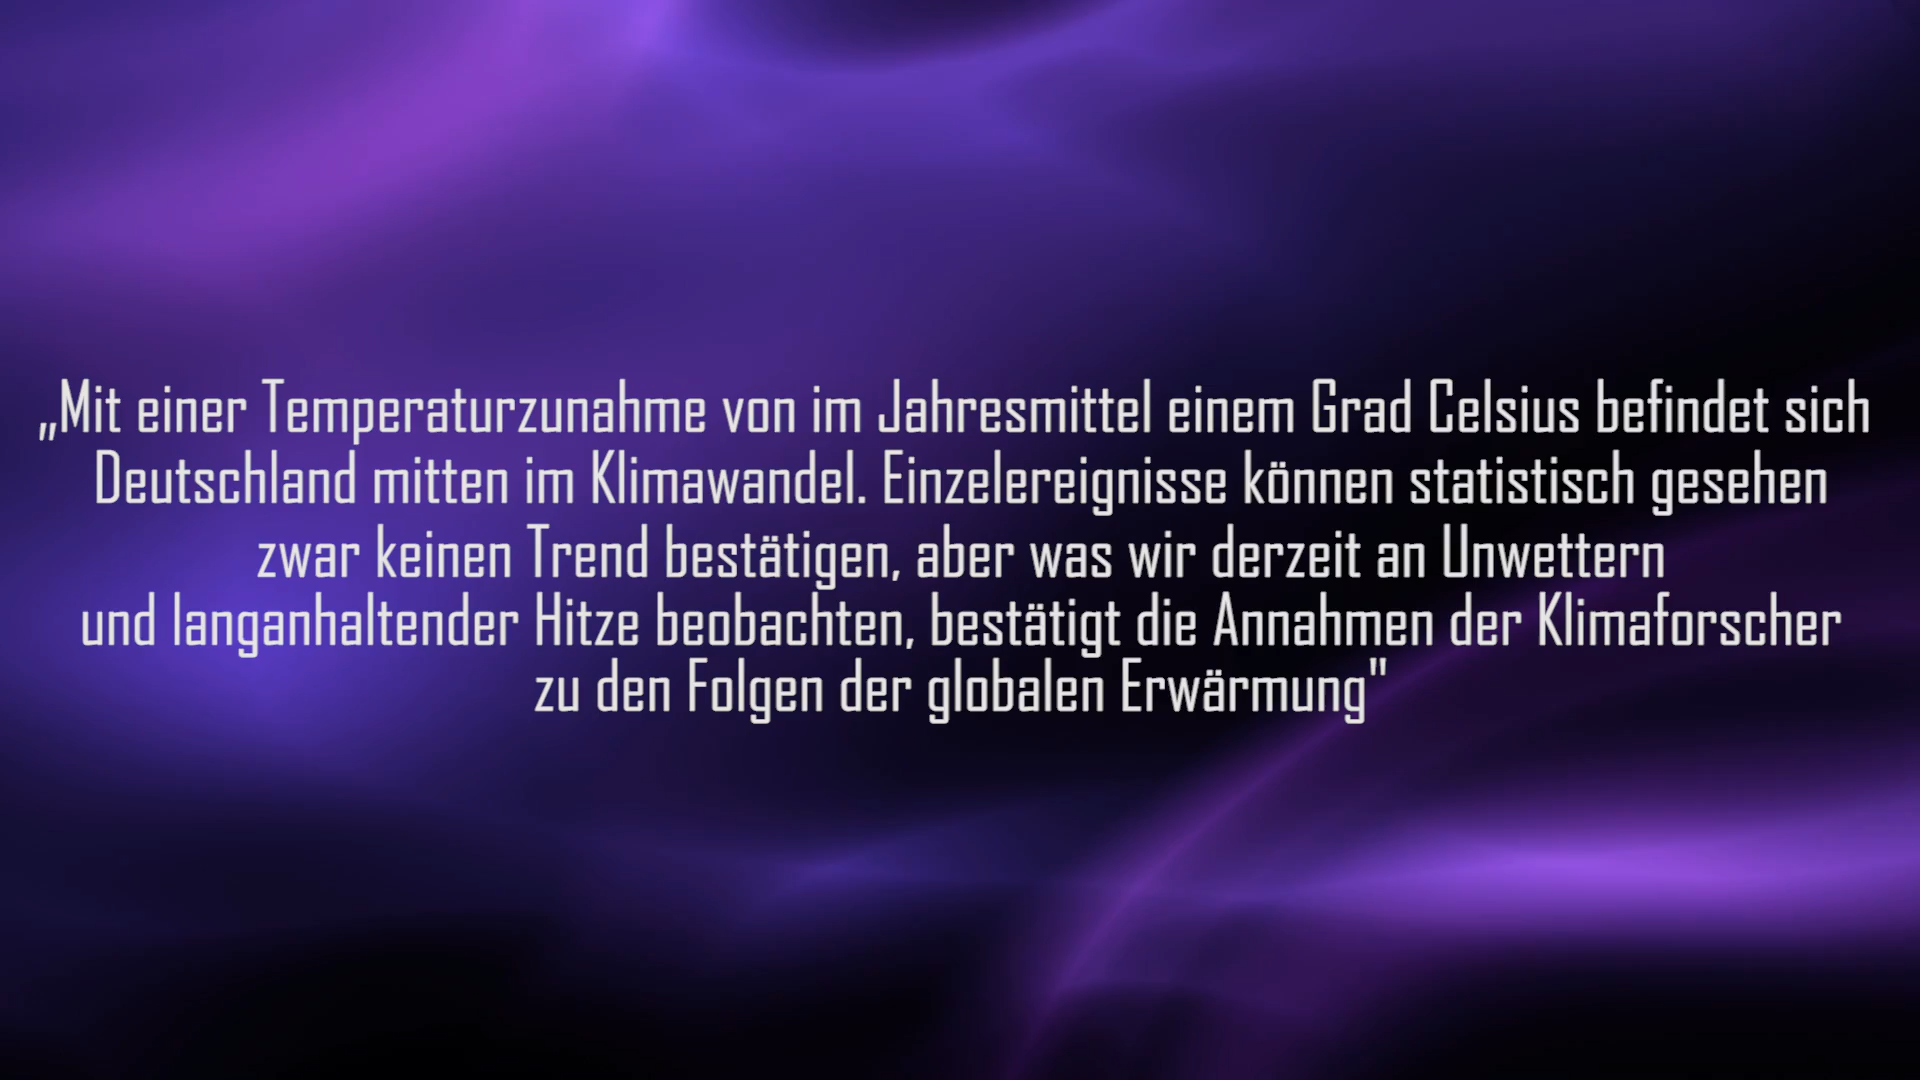 „Mit einer Temperaturzunahme von im Jahresmittel einem Grad Celsius befindet sich
Deutschland mitten im Klimawandel. Einzelereignisse können statistisch gesehen
zwar keinen Trend bestätigen, aber was wir derzeit an Unwettern
und langanhaltender Hitze beobachten, bestätigt die Annahmen der Klimaforscher
zu den Folgen der globalen Erwärmung"